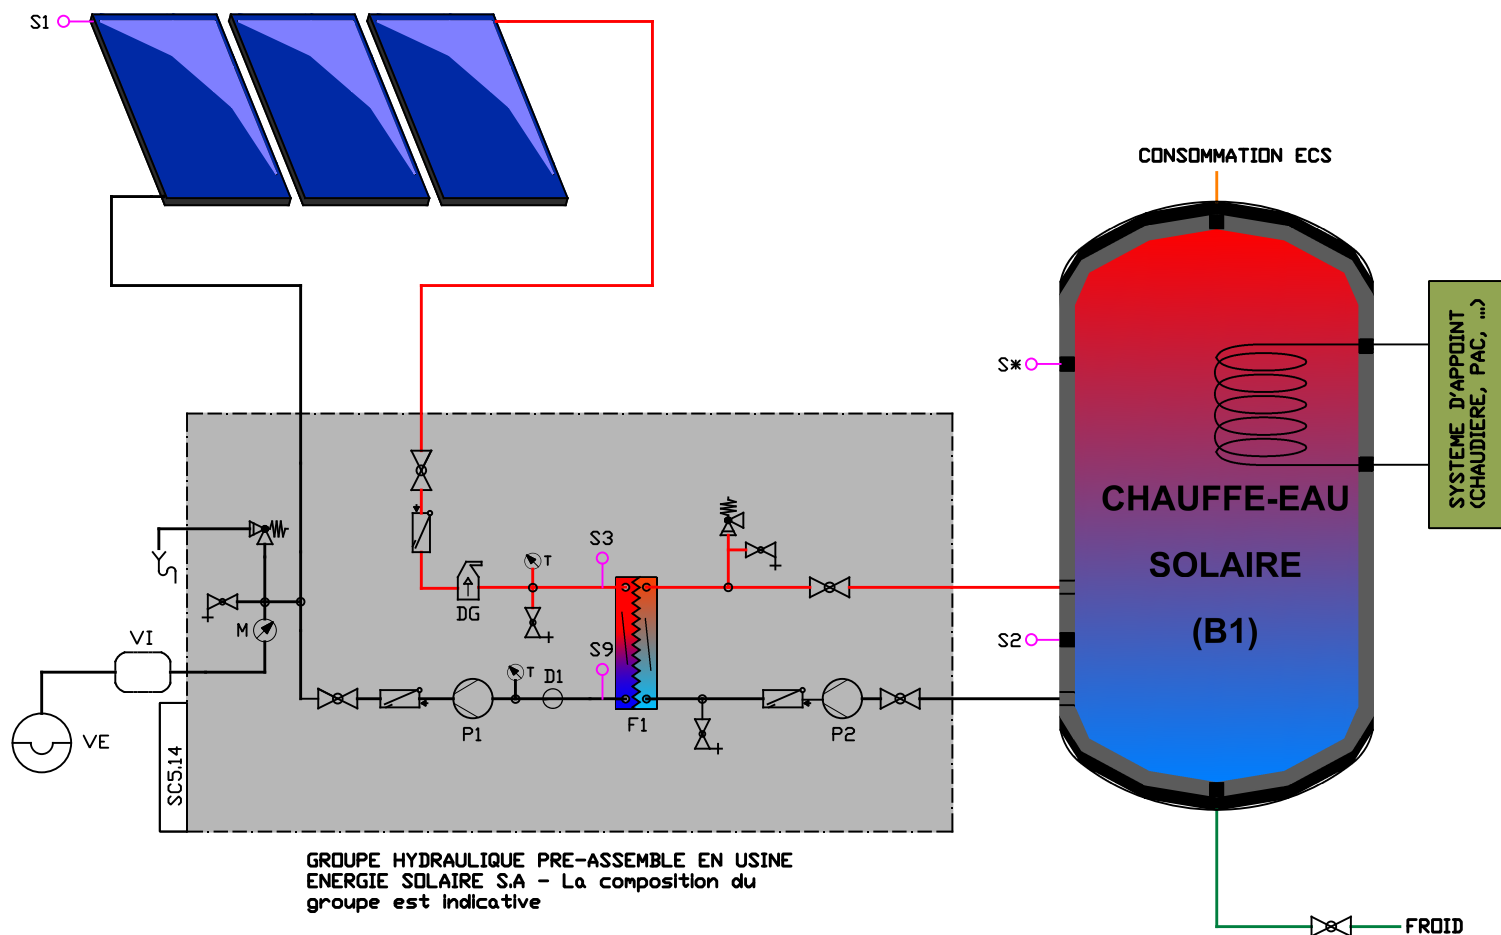 S1
CONSOMMATION ECS
S*
SYSTEME D'APPOINT
(CHAUDIERE, PAC, ...)
CHAUFFE-EAU
SOLAIRE
(B1)
S2
S3
T
DG
M
VI
S9
T
D1
F1
P1
P2
VE
SC5.14
GROUPE HYDRAULIQUE PRE-ASSEMBLE EN USINE
ENERGIE SOLAIRE S.A - La composition du
groupe est indicative
FROID